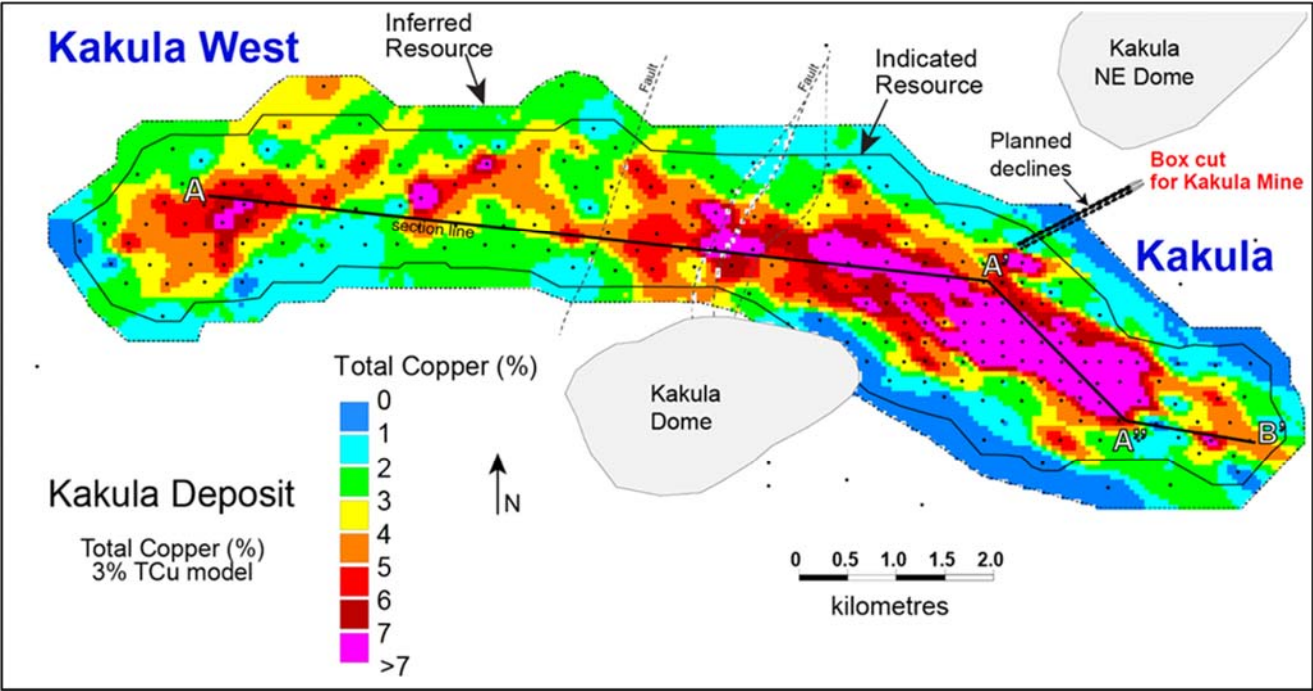 Kakula West
Inferred
Resource
Fault
Fault
Indicated
Resource
Kakula
NE Dome
Planned
declines
Box cut
for Kakula Mine
A
section line
A'
Kakula
Total Copper (%)
0
1
2
3
4
5
6
7
>7
Kakula
Dome
A"
B'
Kakula Deposit
N
Total Copper (%)
3% TCu model
0 0.5 1.0 1.5 2.0
kilometres